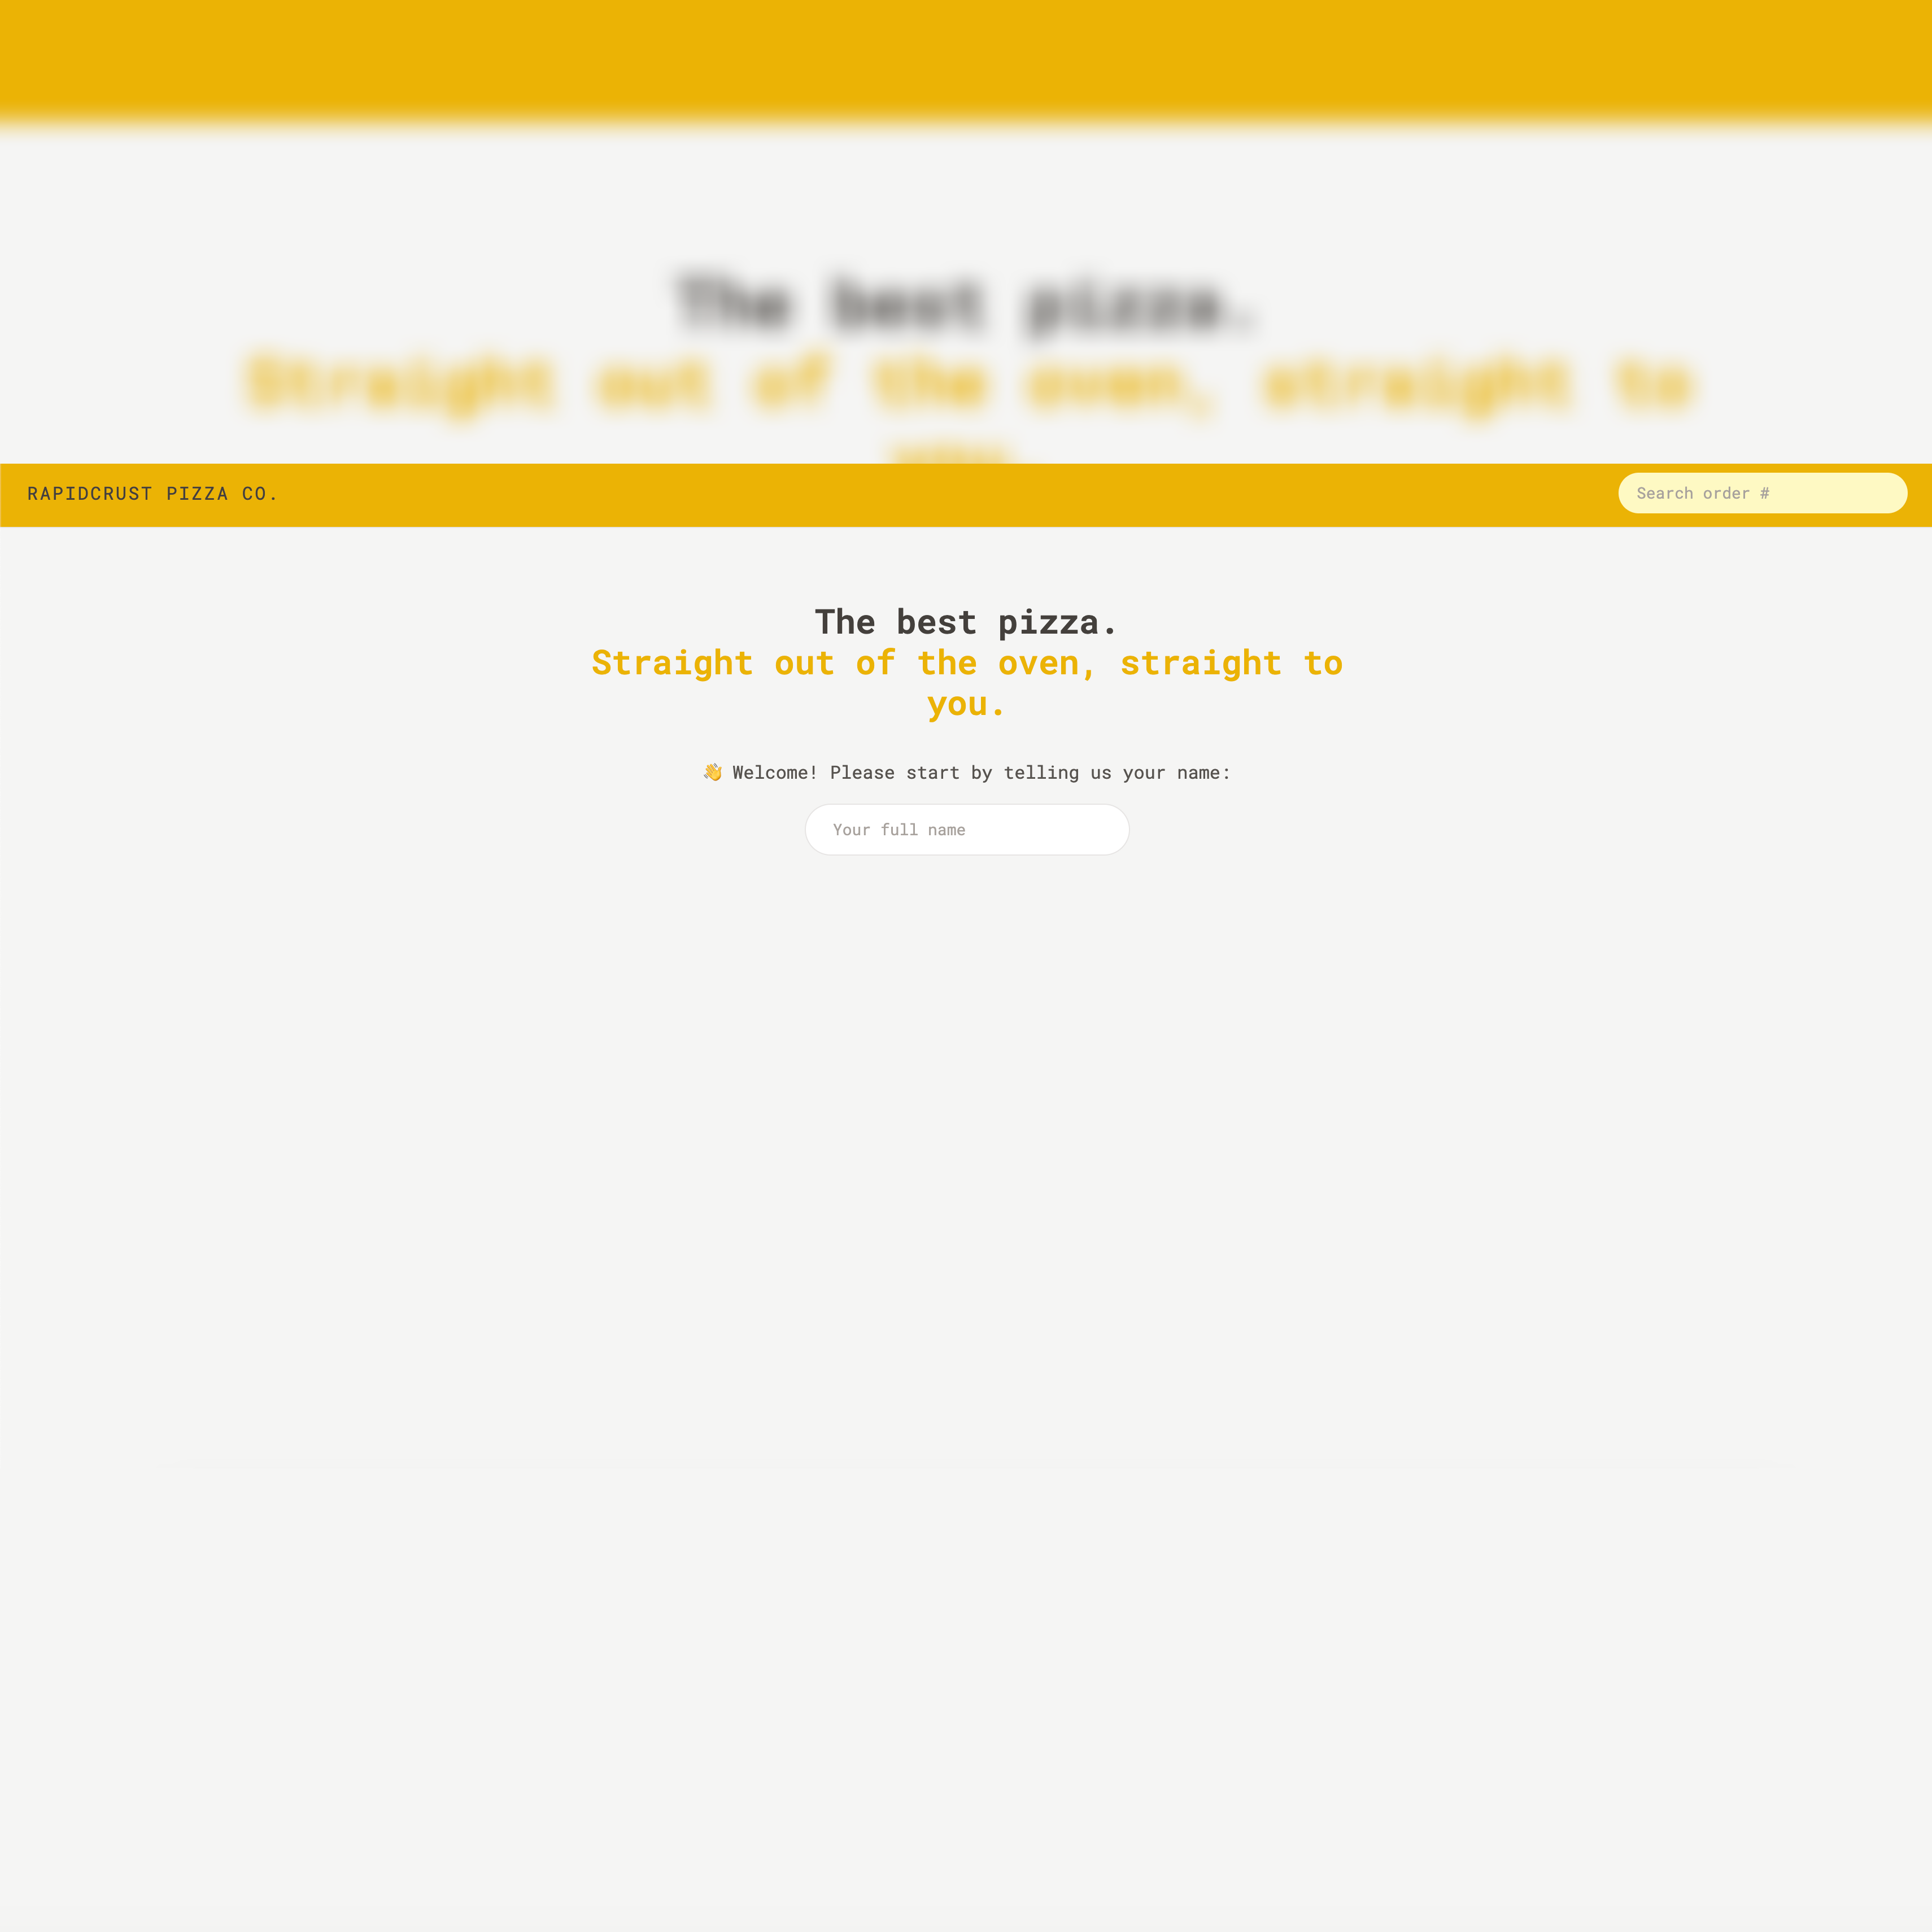 The best pizza.
Straight out of the oven, straight to
RAPIDCRUST PIZZA CO.
Search order #
The best pizza.
Straight out of the oven, straight to
you.
👋 Welcome! Please start by telling us your name:
Your full name